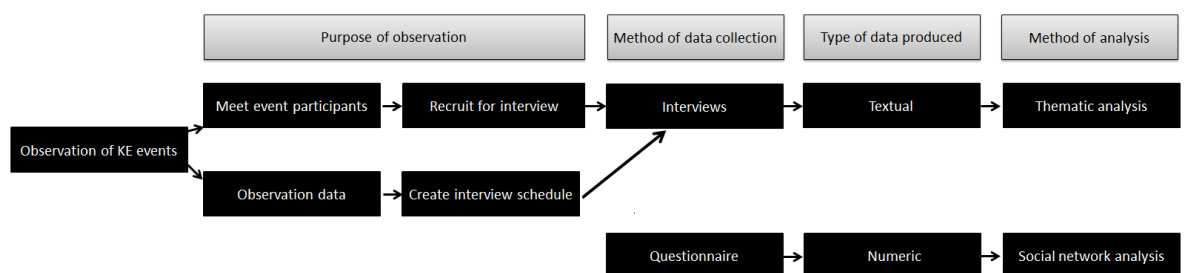 Purpose of observation
Method of data collection
Type of data produced
Method of analysis
Meet event participants
Recruit for interview
Interviews
Textual
Thematic analysis
Observation of KE events
Observation data
Create interview schedule
Questionnaire
Numeric
Social network analysis